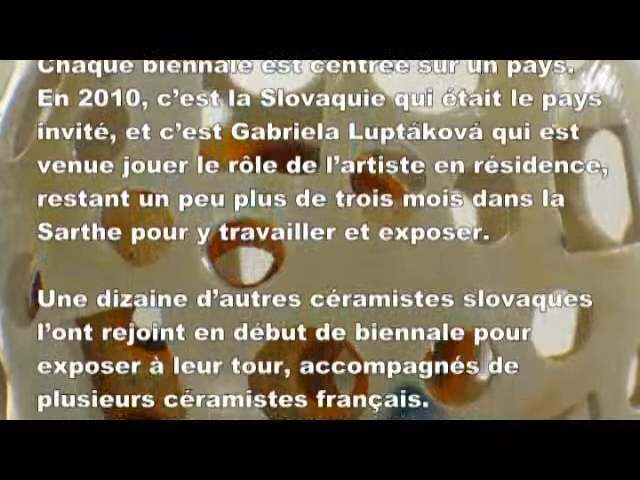 Chaque biennale est centrée sur un pays.
En 2010, c’est la Slovaquie qui était le pays
invité, et c’est Gabriela Luptáková qui est
venue jouer le rôle de l’artiste en résidence,
restant un peu plus de trois mois dans la
Sarthe pour y travailler et exposer.
Une dizaine d’autres céramistes slovaques
l’ont rejoint en début de biennale pour
exposer à leur tour, accompagnés de
plusieurs céramistes français.